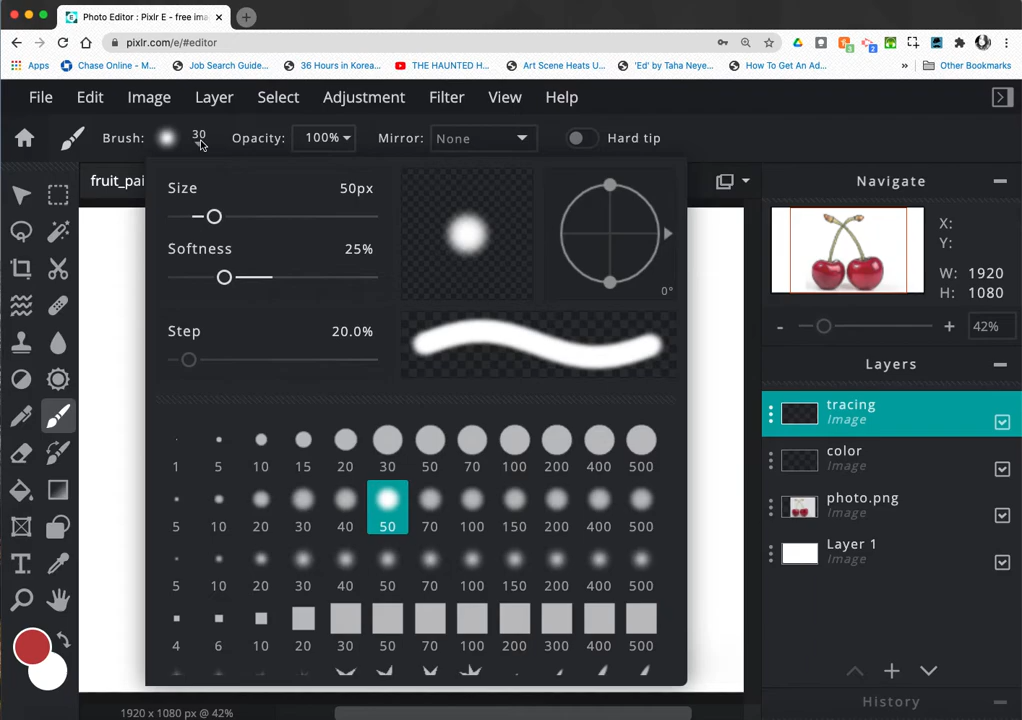 Photo Editor : Pixlr E - free ima
pixlr.com/e/#editor
Apps
Chase Online - M...
Job Search Guide...
36 Hours in Korea...
THE HAUNTED H...
Art Scene Heats U...
'Ed' by Taha Neye...
How To Get An Ad...
»
Other Bookmarks
File Edit Image Layer Select Adjustment Filter View Help
Brush: 30 Opacity: 100% Mirror: None Hard tip
fruit_pai
Navigate
Size 50px
Softness 25%
0°
Step 20.0%
X:
Y:
W: 1920
H: 1080
- + 42%
Layers
tracing
Image
color
Image
photo.png
Image
Layer 1
Image
1 5 10 15 20 30 50 70 100 200 400 500
5 10 20 30 40 50 70 100 150 200 400 500
5 10 20 30 40 50 70 100 150 200 400 500
4 6 10 20 30 50 70 100 200 300 400 500
History
1920 x 1080 px @ 42%